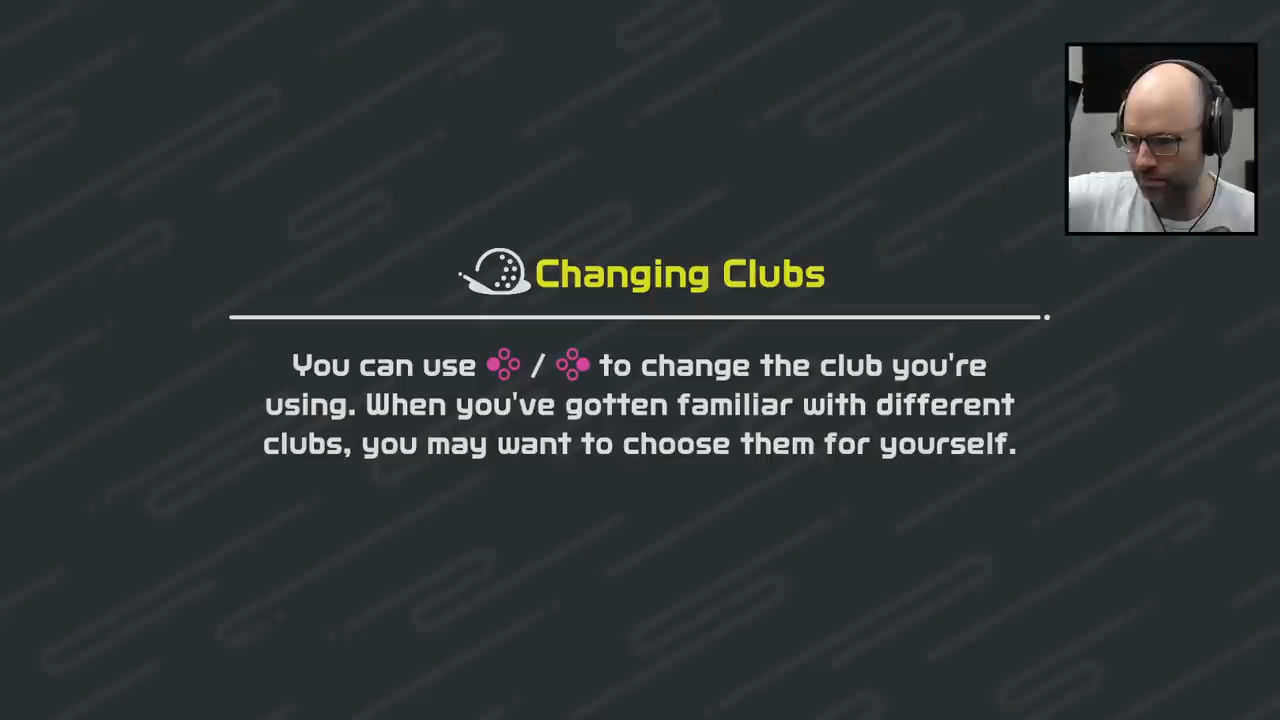 Changing Clubs
You can use / to change the club you're
using. When you've gotten familiar with different
clubs, you may want to choose them for yourself.